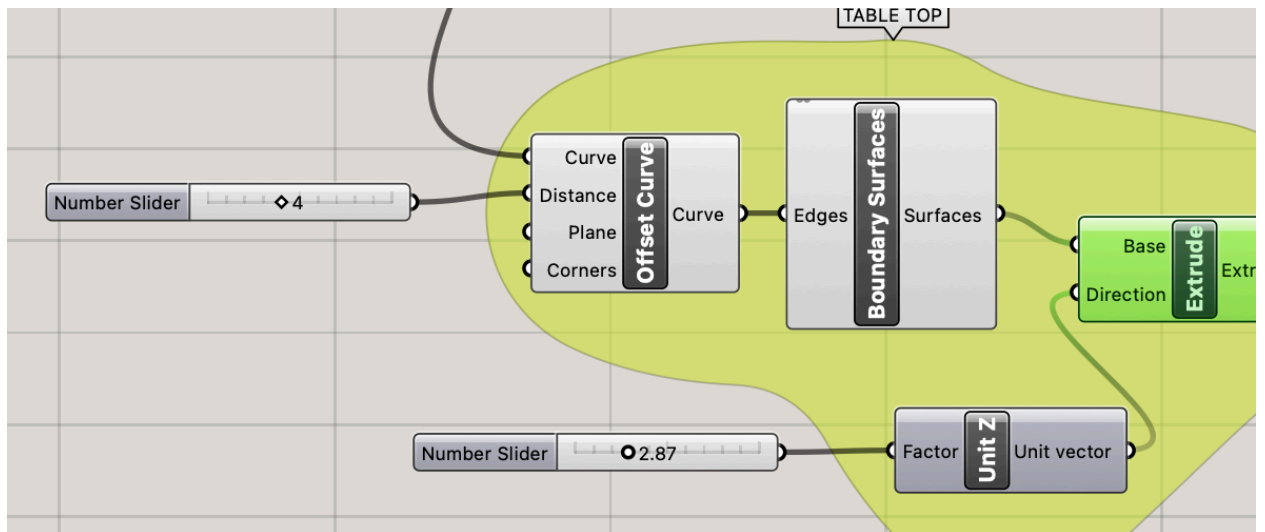 TABLE TOP
Number Slider
4
Curve
Distance
Plane
Corners
Offset Curve
Curve
Edges
Boundary Surfaces
Surfaces
Base
Direction
Extrude
Extr
Number Slider
2.87
Factor
Unit Z
Unit vector